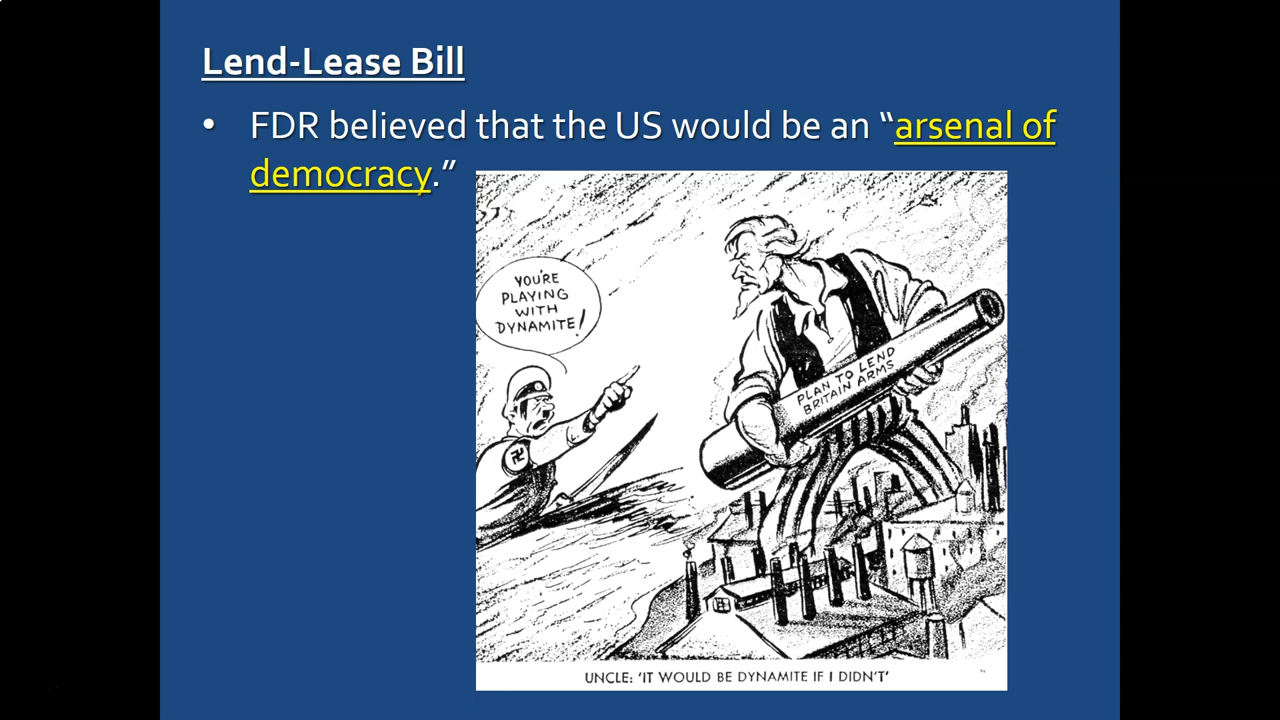 Lend-Lease Bill
• FDR believed that the US would be an “arsenal of
democracy.”
YOU'RE
PLAYING
WITH
DYNAMITE!
PLAN TO LEND
BRITAIN ARMS
UNCLE: 'IT WOULD BE DYNAMITE IF I DIDN'T'